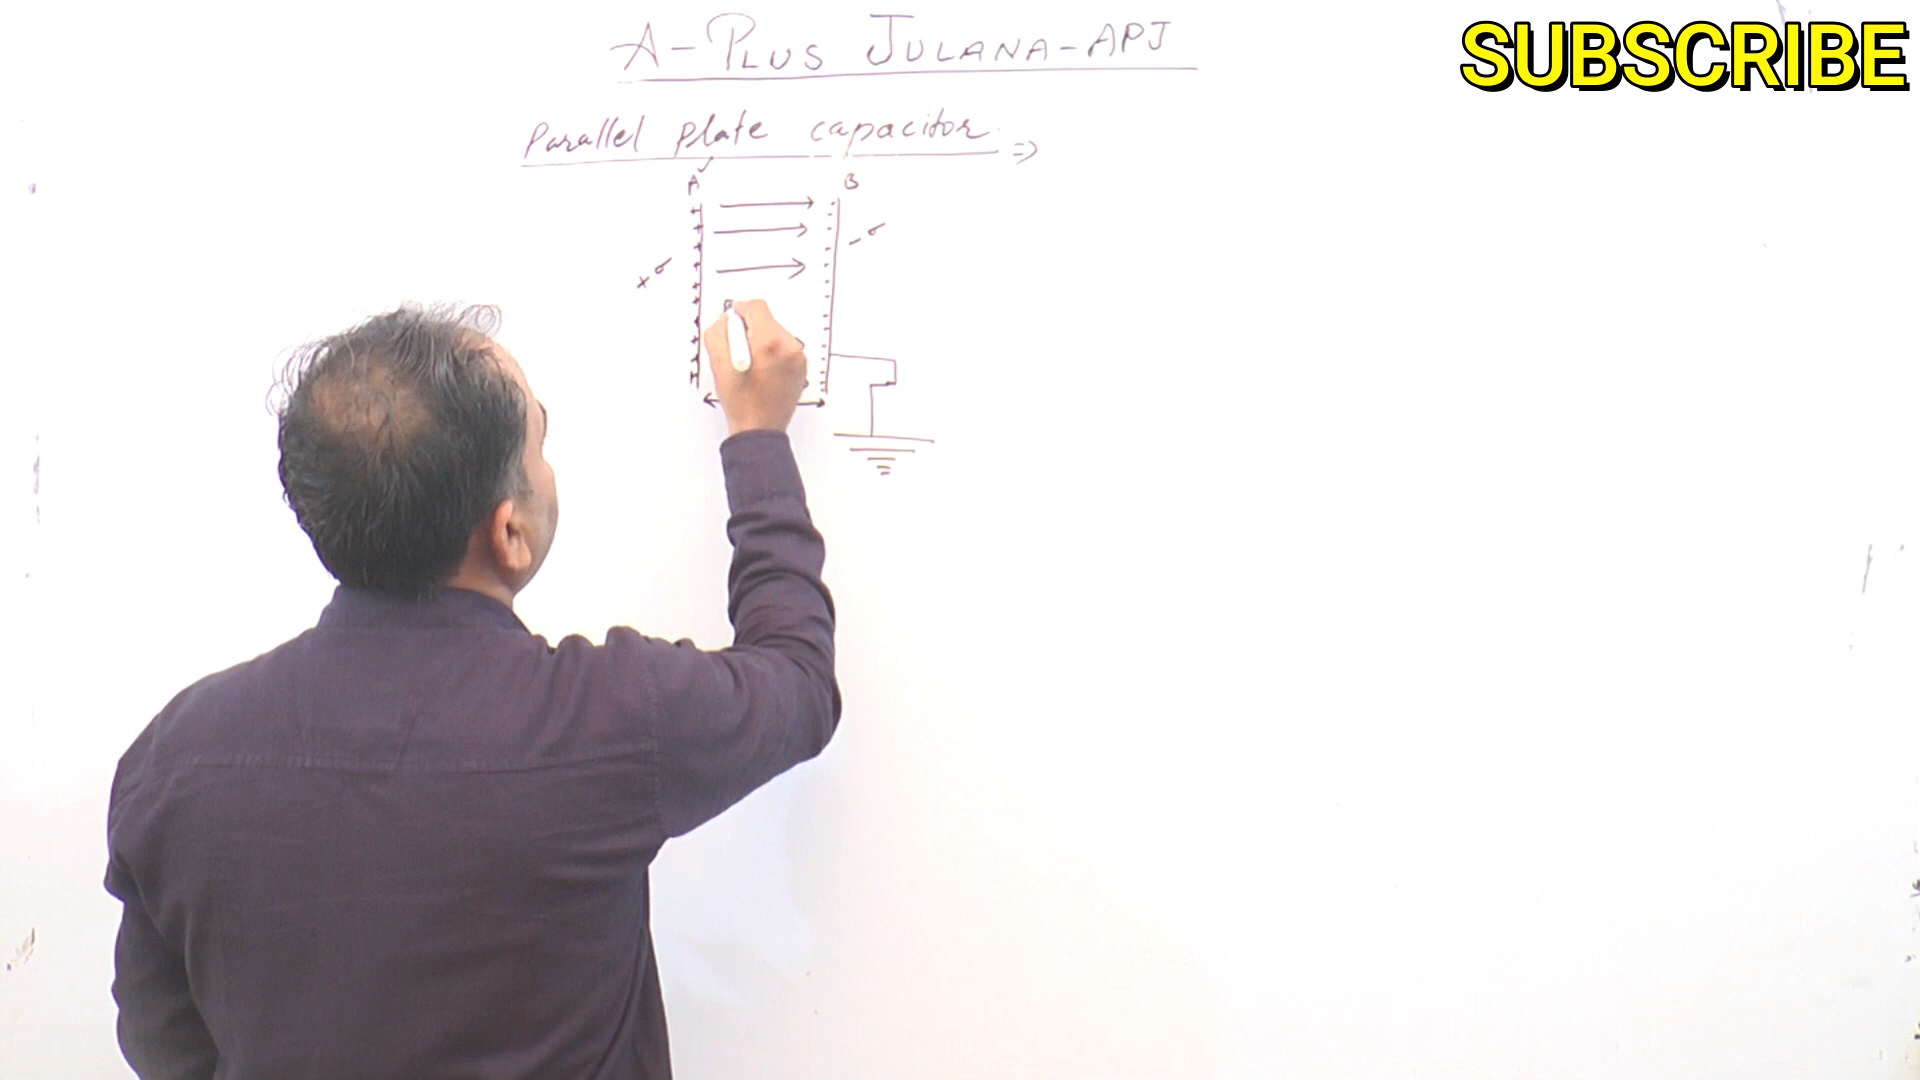 A-PLUS JULANA-APJ
SUBSCRIBE
Parallel plate capacitor =>
A B
+σ -σ